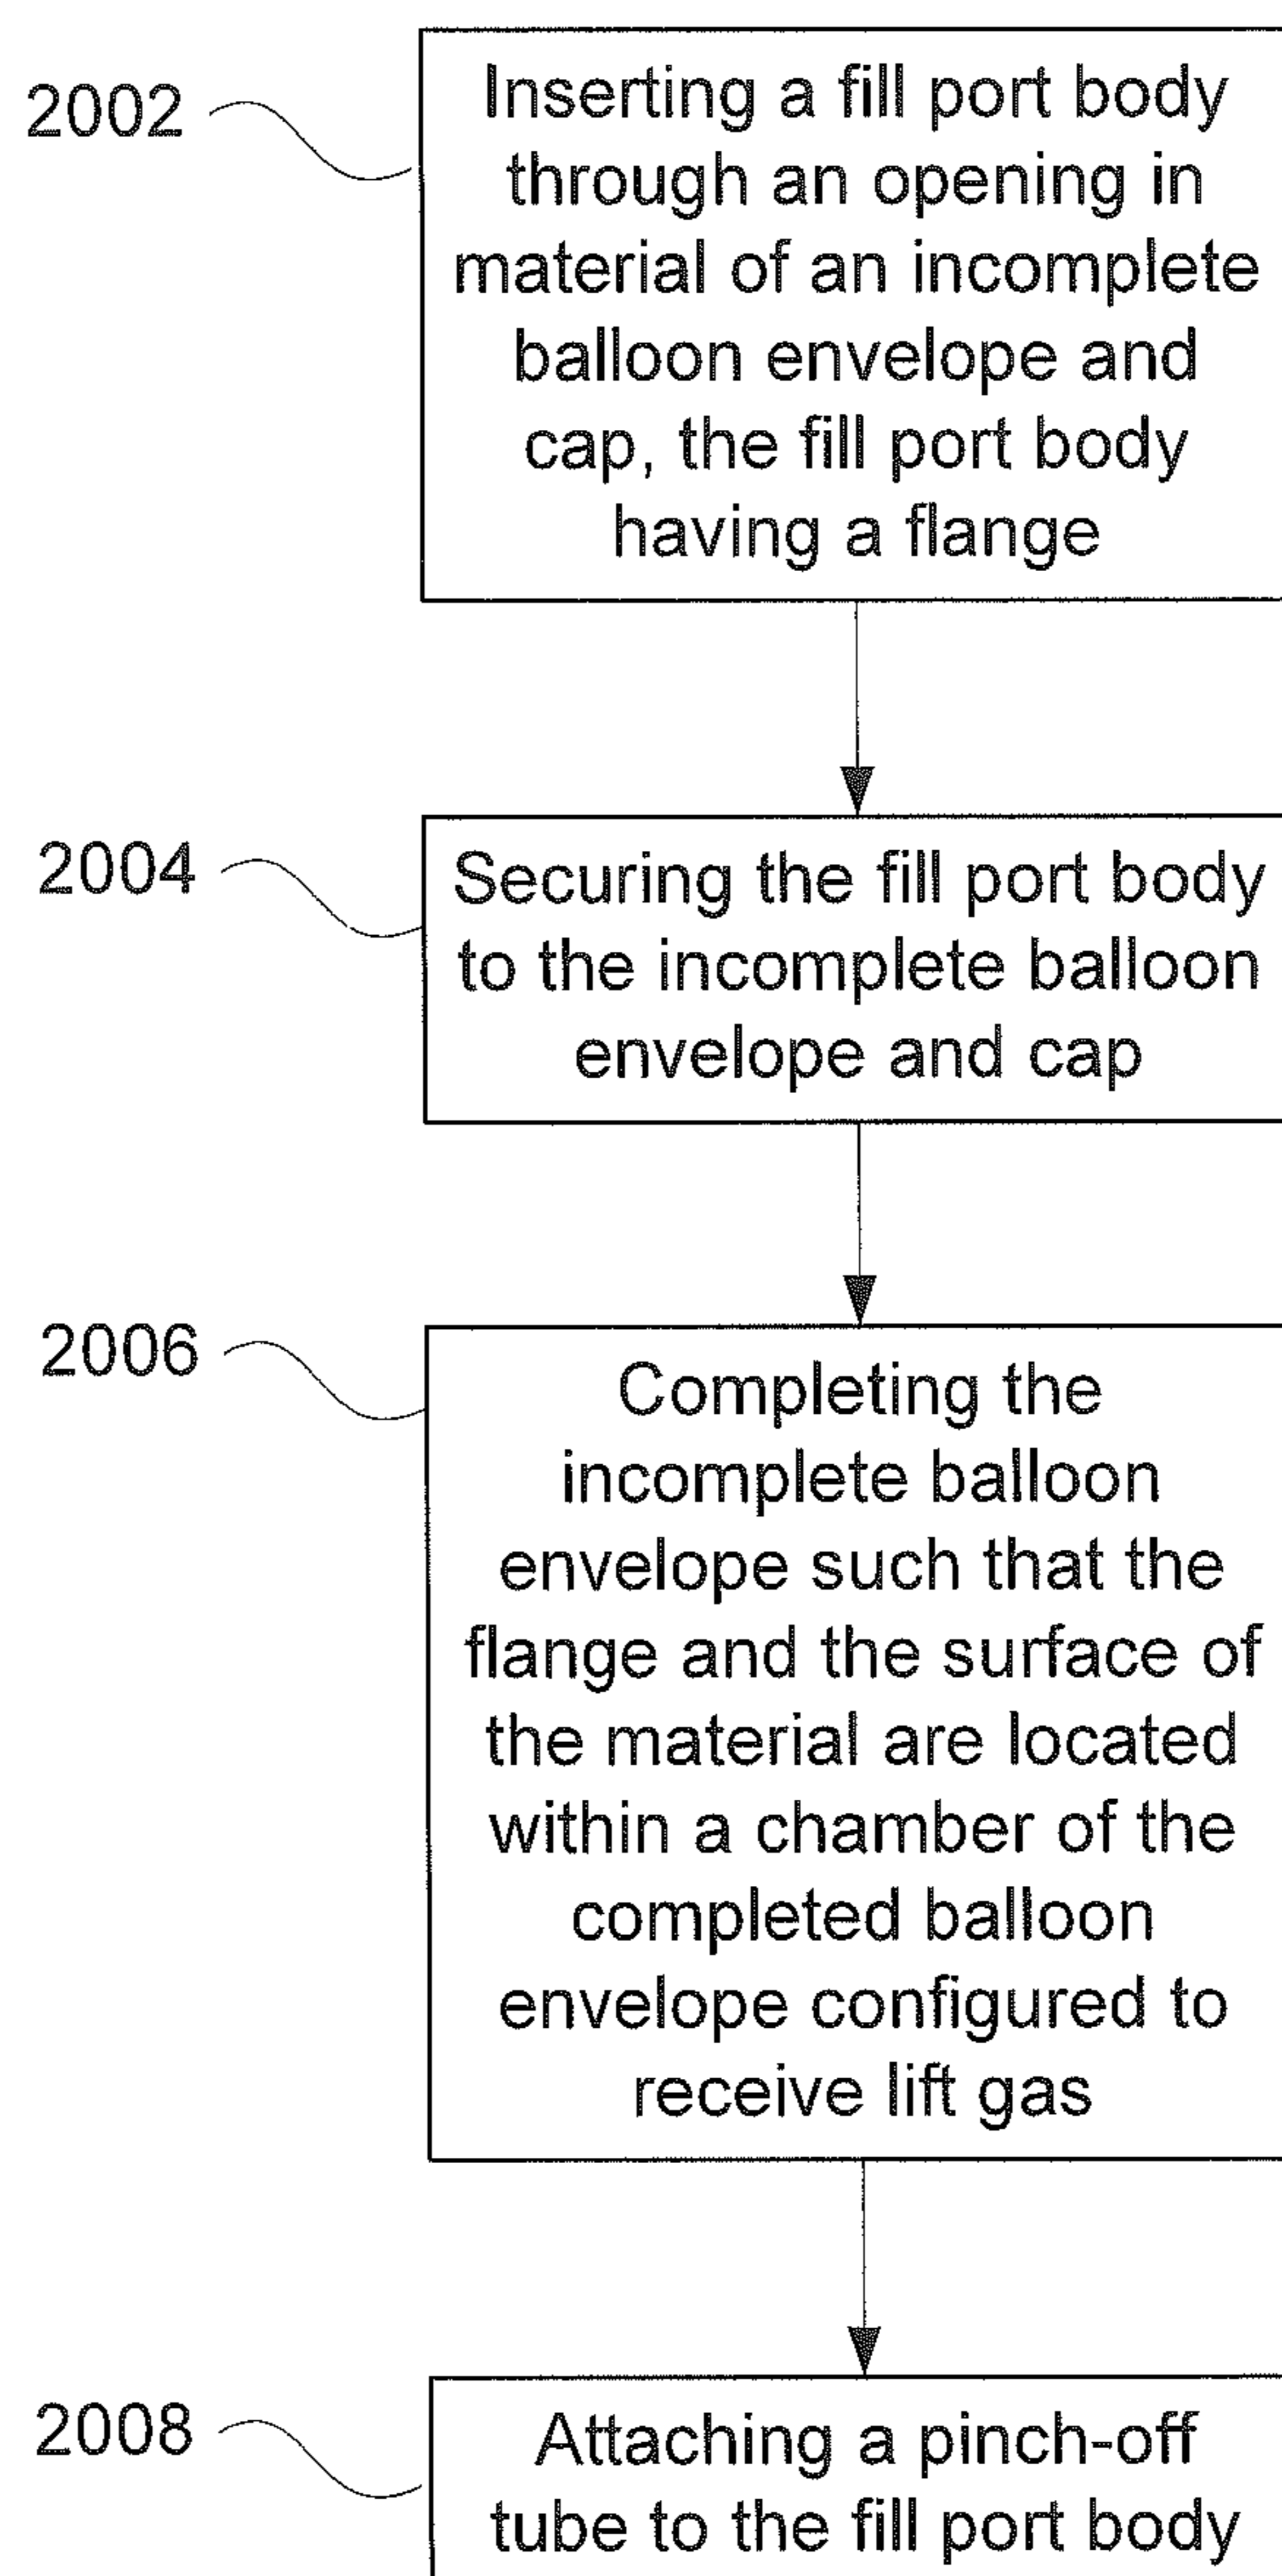 2002
Inserting a fill port body
through an opening in
material of an incomplete
balloon envelope and
cap, the fill port body
having a flange
2004
Securing the fill port body
to the incomplete balloon
envelope and cap
2006
Completing the
incomplete balloon
envelope such that the
flange and the surface of
the material are located
within a chamber of the
completed balloon
envelope configured to
receive lift gas
2008
Attaching a pinch-off
tube to the fill port body